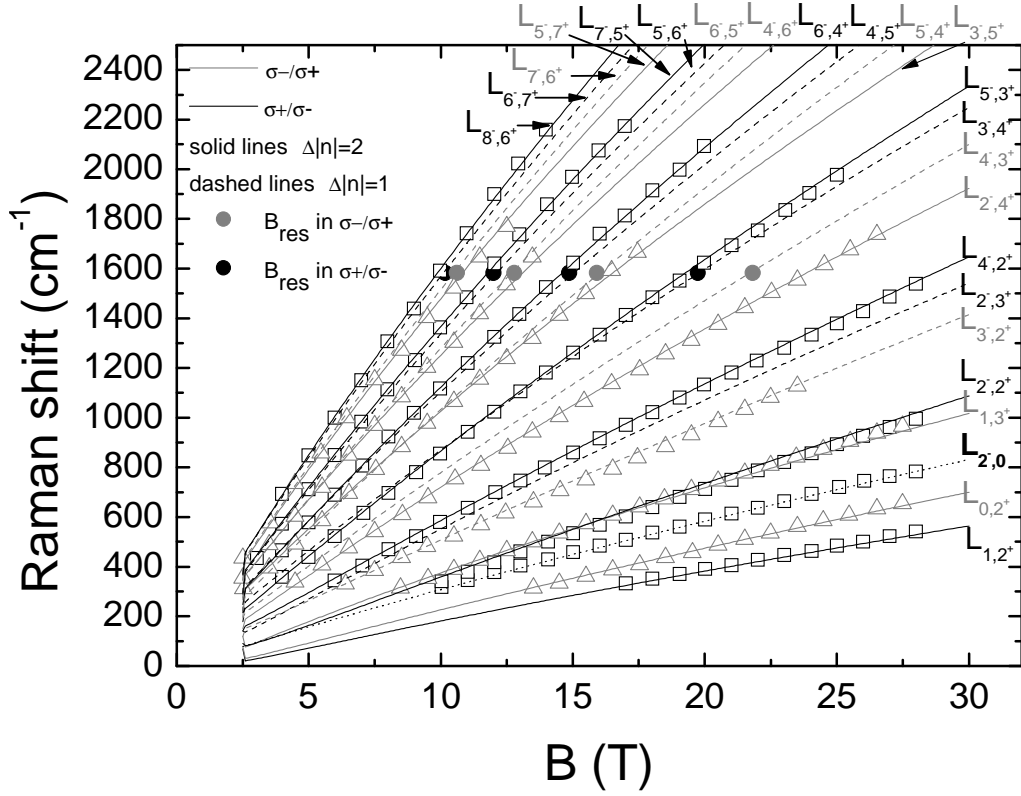 L5-,7+ L7-,5+ L5-,6+ L6-,5+ L4-,6+ L6-,4+ L4-,5+ L5-,4+ L3-,5+
L7-,6+
L6-,7+
L8-,6+
σ−/σ+
σ+/σ-
solid lines Δ|n|=2
dashed lines Δ|n|=1
Bres in σ−/σ+
Bres in σ+/σ-
L5-,3+
L3-,4+
L4-,3+
L2-,4+
L4-,2+
L2-,3+
L3-,2+
L2-,2+
L1-,3+
L2-,0
L0-,2+
L1-,2+
2400
2200
2000
1800
1600
1400
1200
1000
800
600
400
200
0
0 5 10 15 20 25 30
Raman shift (cm-1)
B (T)